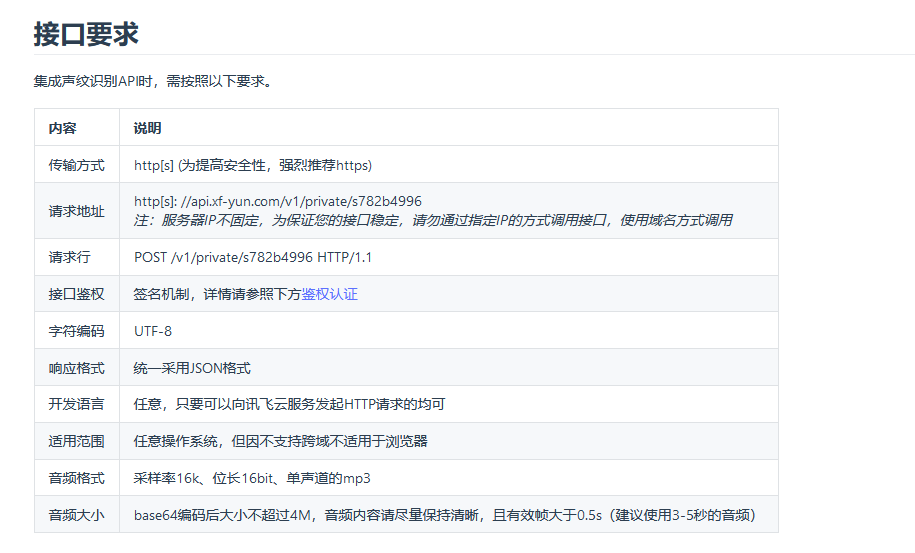 接口要求
集成声纹识别API时，需按照以下要求。
内容 说明
传输方式 http[s] (为提高安全性，强烈推荐https)
请求地址 http[s]: //api.xf-yun.com/v1/private/s782b4996
注：服务器IP不固定，为保证您的接口稳定，请勿通过指定IP的方式调用接口，使用域名方式调用
请求行 POST /v1/private/s782b4996 HTTP/1.1
接口鉴权 签名机制，详情请参照下方鉴权认证
字符编码 UTF-8
响应格式 统一采用JSON格式
开发语言 任意，只要可以向讯飞云服务发起HTTP请求的均可
适用范围 任意操作系统，但因不支持跨域不适用于浏览器
音频格式 采样率16k、位长16bit、单声道的mp3
音频大小 base64编码后大小不超过4M，音频内容请尽量保持清晰，且有效帧大于0.5s（建议使用3-5秒的音频）